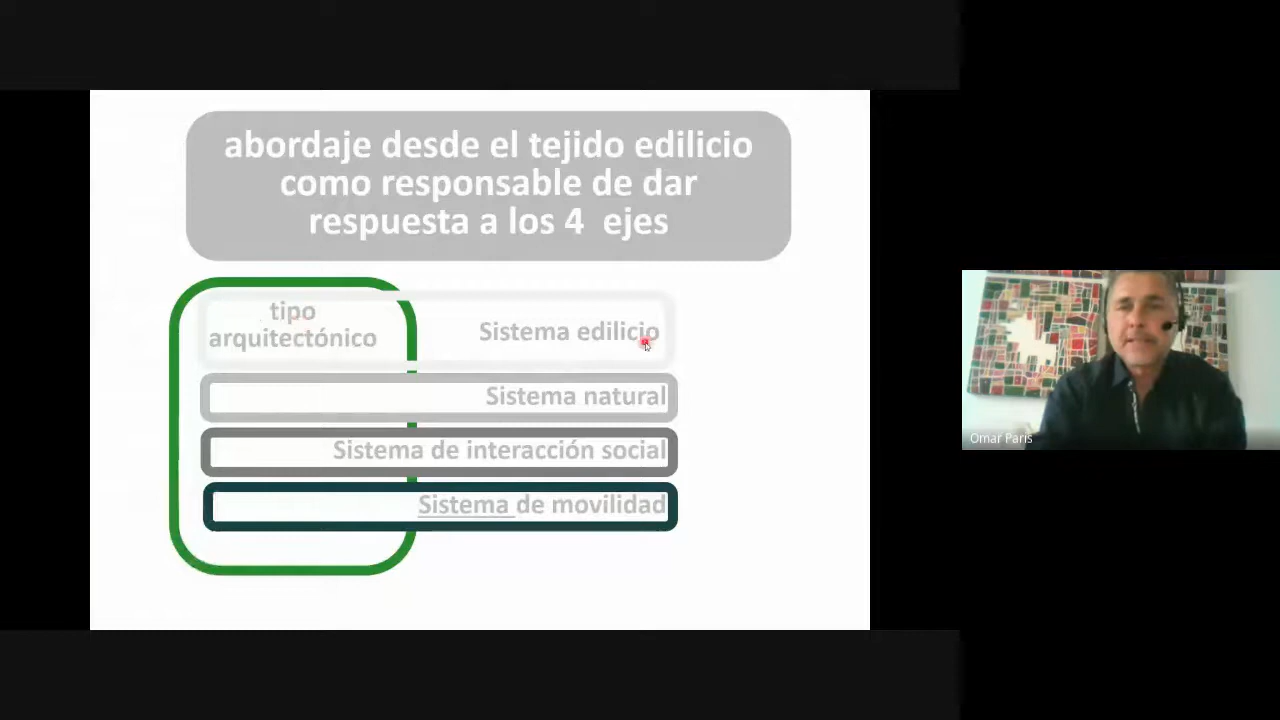 abordaje desde el tejido edilicio
como responsable de dar
respuesta a los 4 ejes
tipo
arquitectónico
Sistema edilicio
Sistema natural
Sistema de interacción social
Sistema de movilidad
Omar Paris